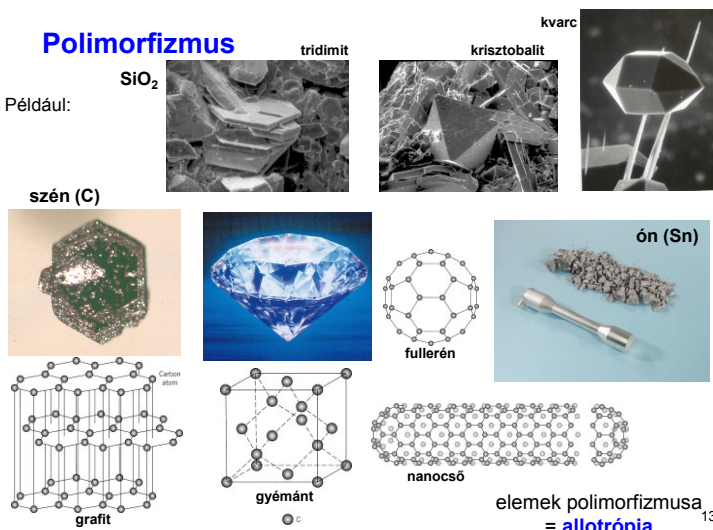 Polimorfizmus
tridimit
krisztobalit
kvarc
SiO2
Például:
szén (C)
ón (Sn)
fullerén
Carbon
atom
grafit
gyémánt
C
nanocső
elemek polimorfizmusa
= allotrópia
13